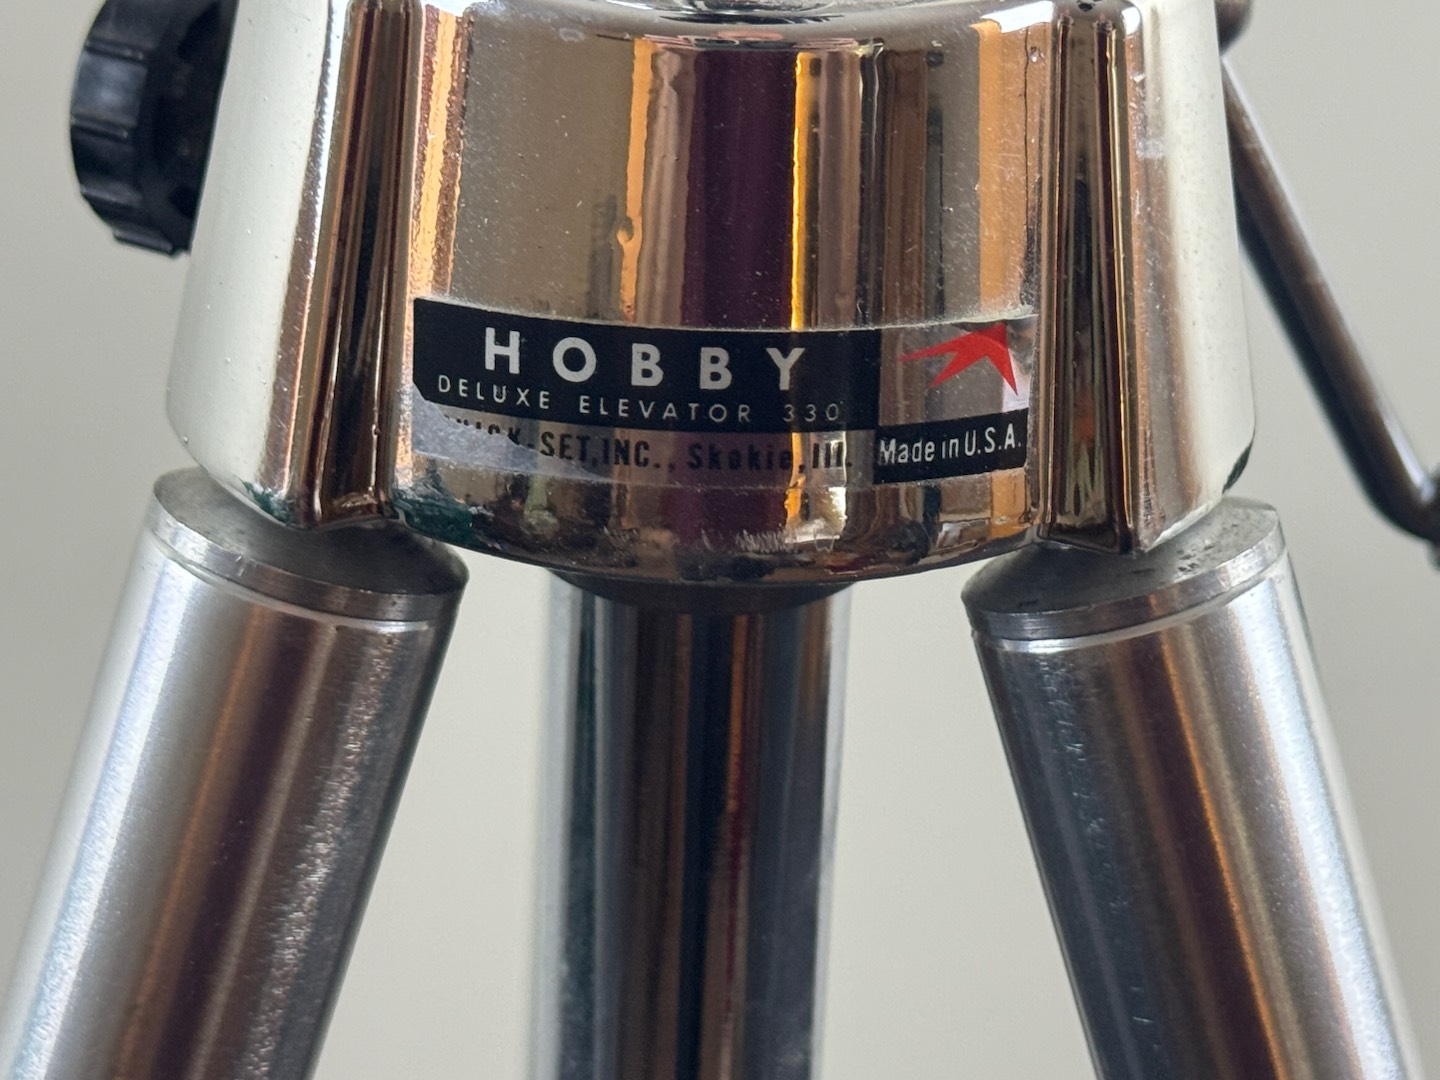 HOBBY
DELUXE ELEVATOR 330
-SET, INC., Skokie, Ill.
Made in U.S.A.